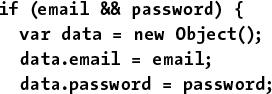 if (email && password) {
  var data = new Object();
  data.email = email;
  data.password = password;